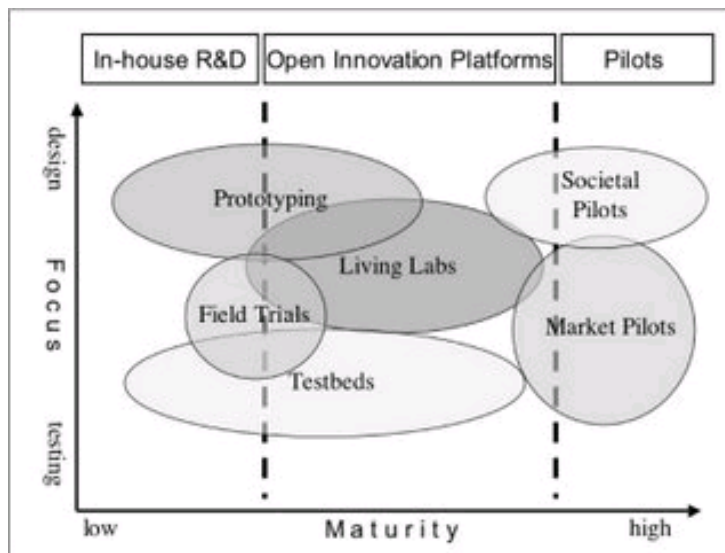 In-house R&D
Open Innovation Platforms
Pilots
design
Focus
testing
Prototyping
Societal
Pilots
Living Labs
Field Trials
Market Pilots
Testbeds
low
Maturity
high